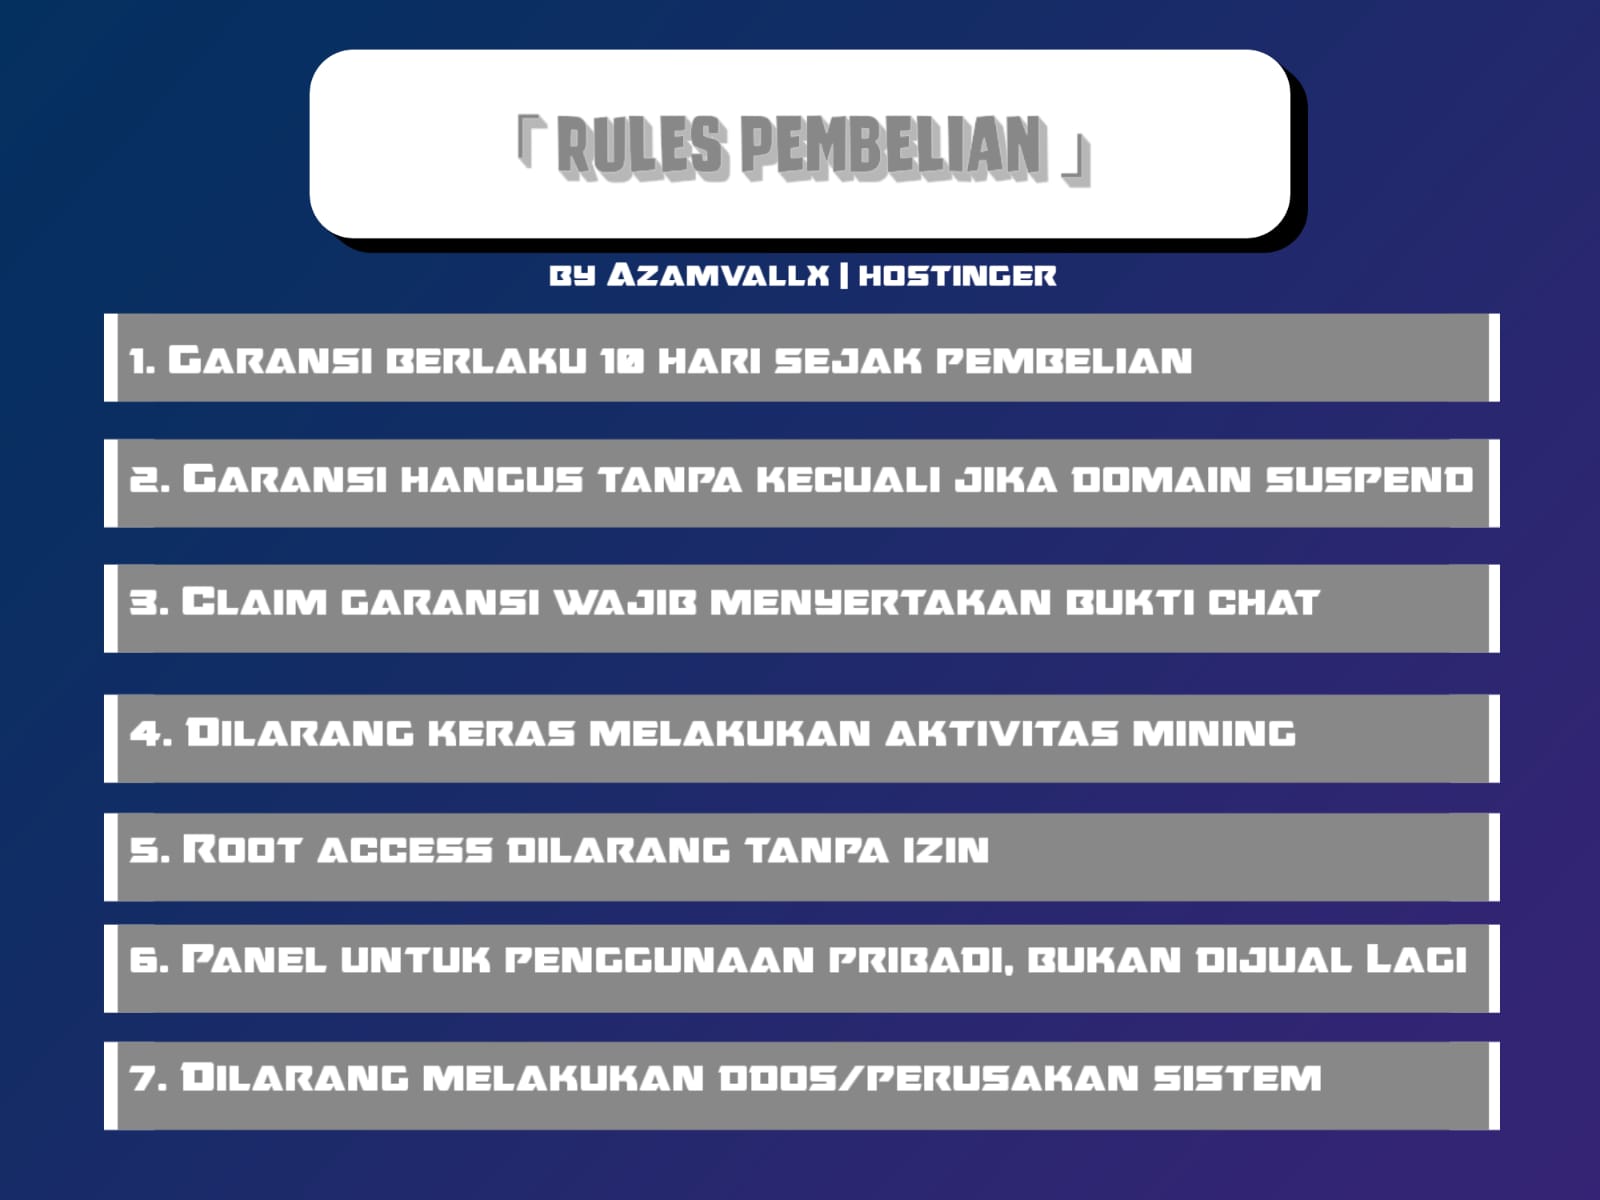 「 RULES PEMBELIAN 」
BY AZAMVALLX | HOSTINGER
1. GARANSI BERLAKU 10 HARI SEJAK PEMBELIAN
2. GARANSI HANGUS TANPA KECUALI JIKA DOMAIN SUSPEND
3. CLAIM GARANSI WAJIB MENYERTAKAN BUKTI CHAT
4. DILARANG KERAS MELAKUKAN AKTIVITAS MINING
5. ROOT ACCESS DILARANG TANPA IZIN
6. PANEL UNTUK PENGGUNAAN PRIBADI, BUKAN DIJUAL LAGI
7. DILARANG MELAKUKAN DDOS/PERUSAKAN SISTEM